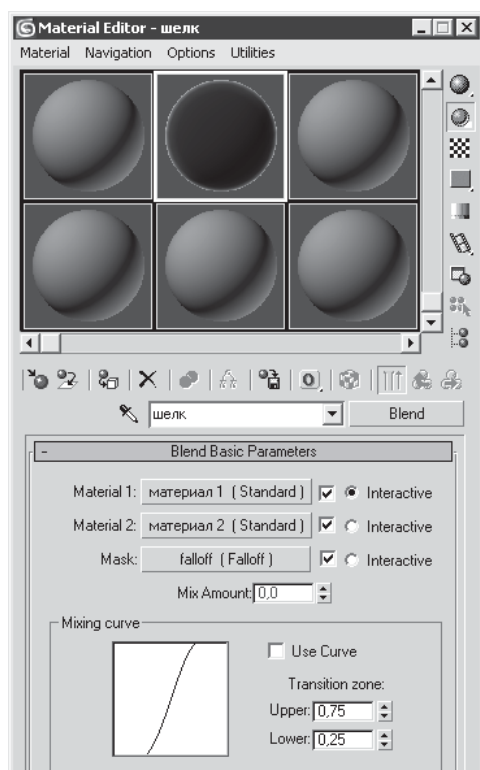 Material Editor - шелк
Material Navigation Options Utilities
шелк Blend
- Blend Basic Parameters
Material 1: материал 1 ( Standard ) Interactive
Material 2: материал 2 ( Standard ) Interactive
Mask: falloff ( Falloff ) Interactive
Mix Amount: 0,0
Mixing curve
Use Curve
Transition zone:
Upper: 0,75
Lower: 0,25